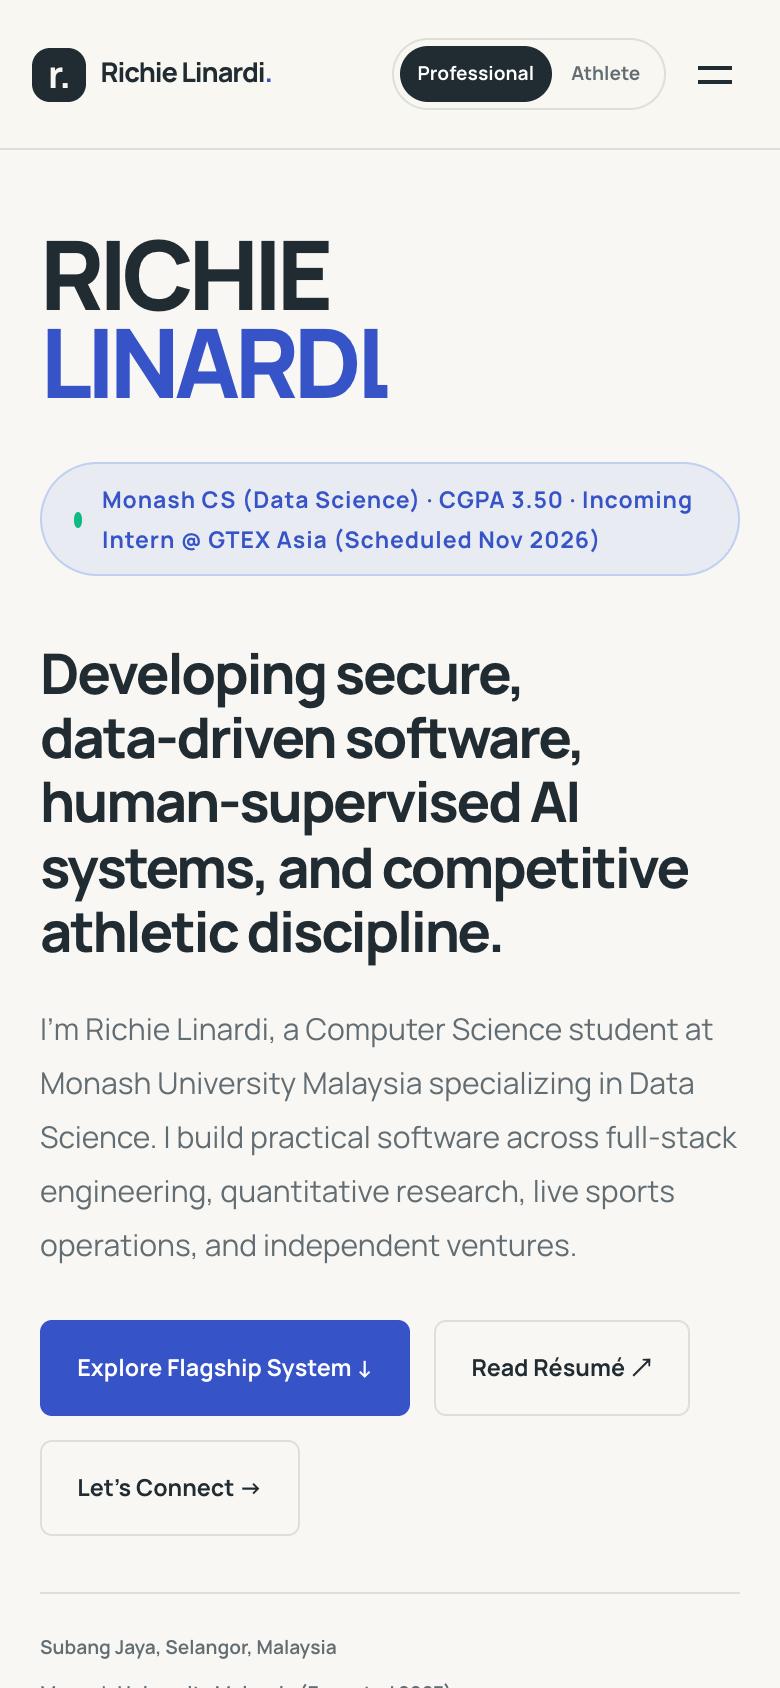 r.
Richie Linardi.
Professional
Athlete
RICHIE
LINARDI.
Monash CS (Data Science) · CGPA 3.50 · Incoming
Intern @ GTEX Asia (Scheduled Nov 2026)
Developing secure,
data-driven software,
human-supervised AI
systems, and competitive
athletic discipline.
I’m Richie Linardi, a Computer Science student at
Monash University Malaysia specializing in Data
Science. I build practical software across full-stack
engineering, quantitative research, live sports
operations, and independent ventures.
Explore Flagship System ↓
Read Résumé ↗
Let’s Connect →
Subang Jaya, Selangor, Malaysia